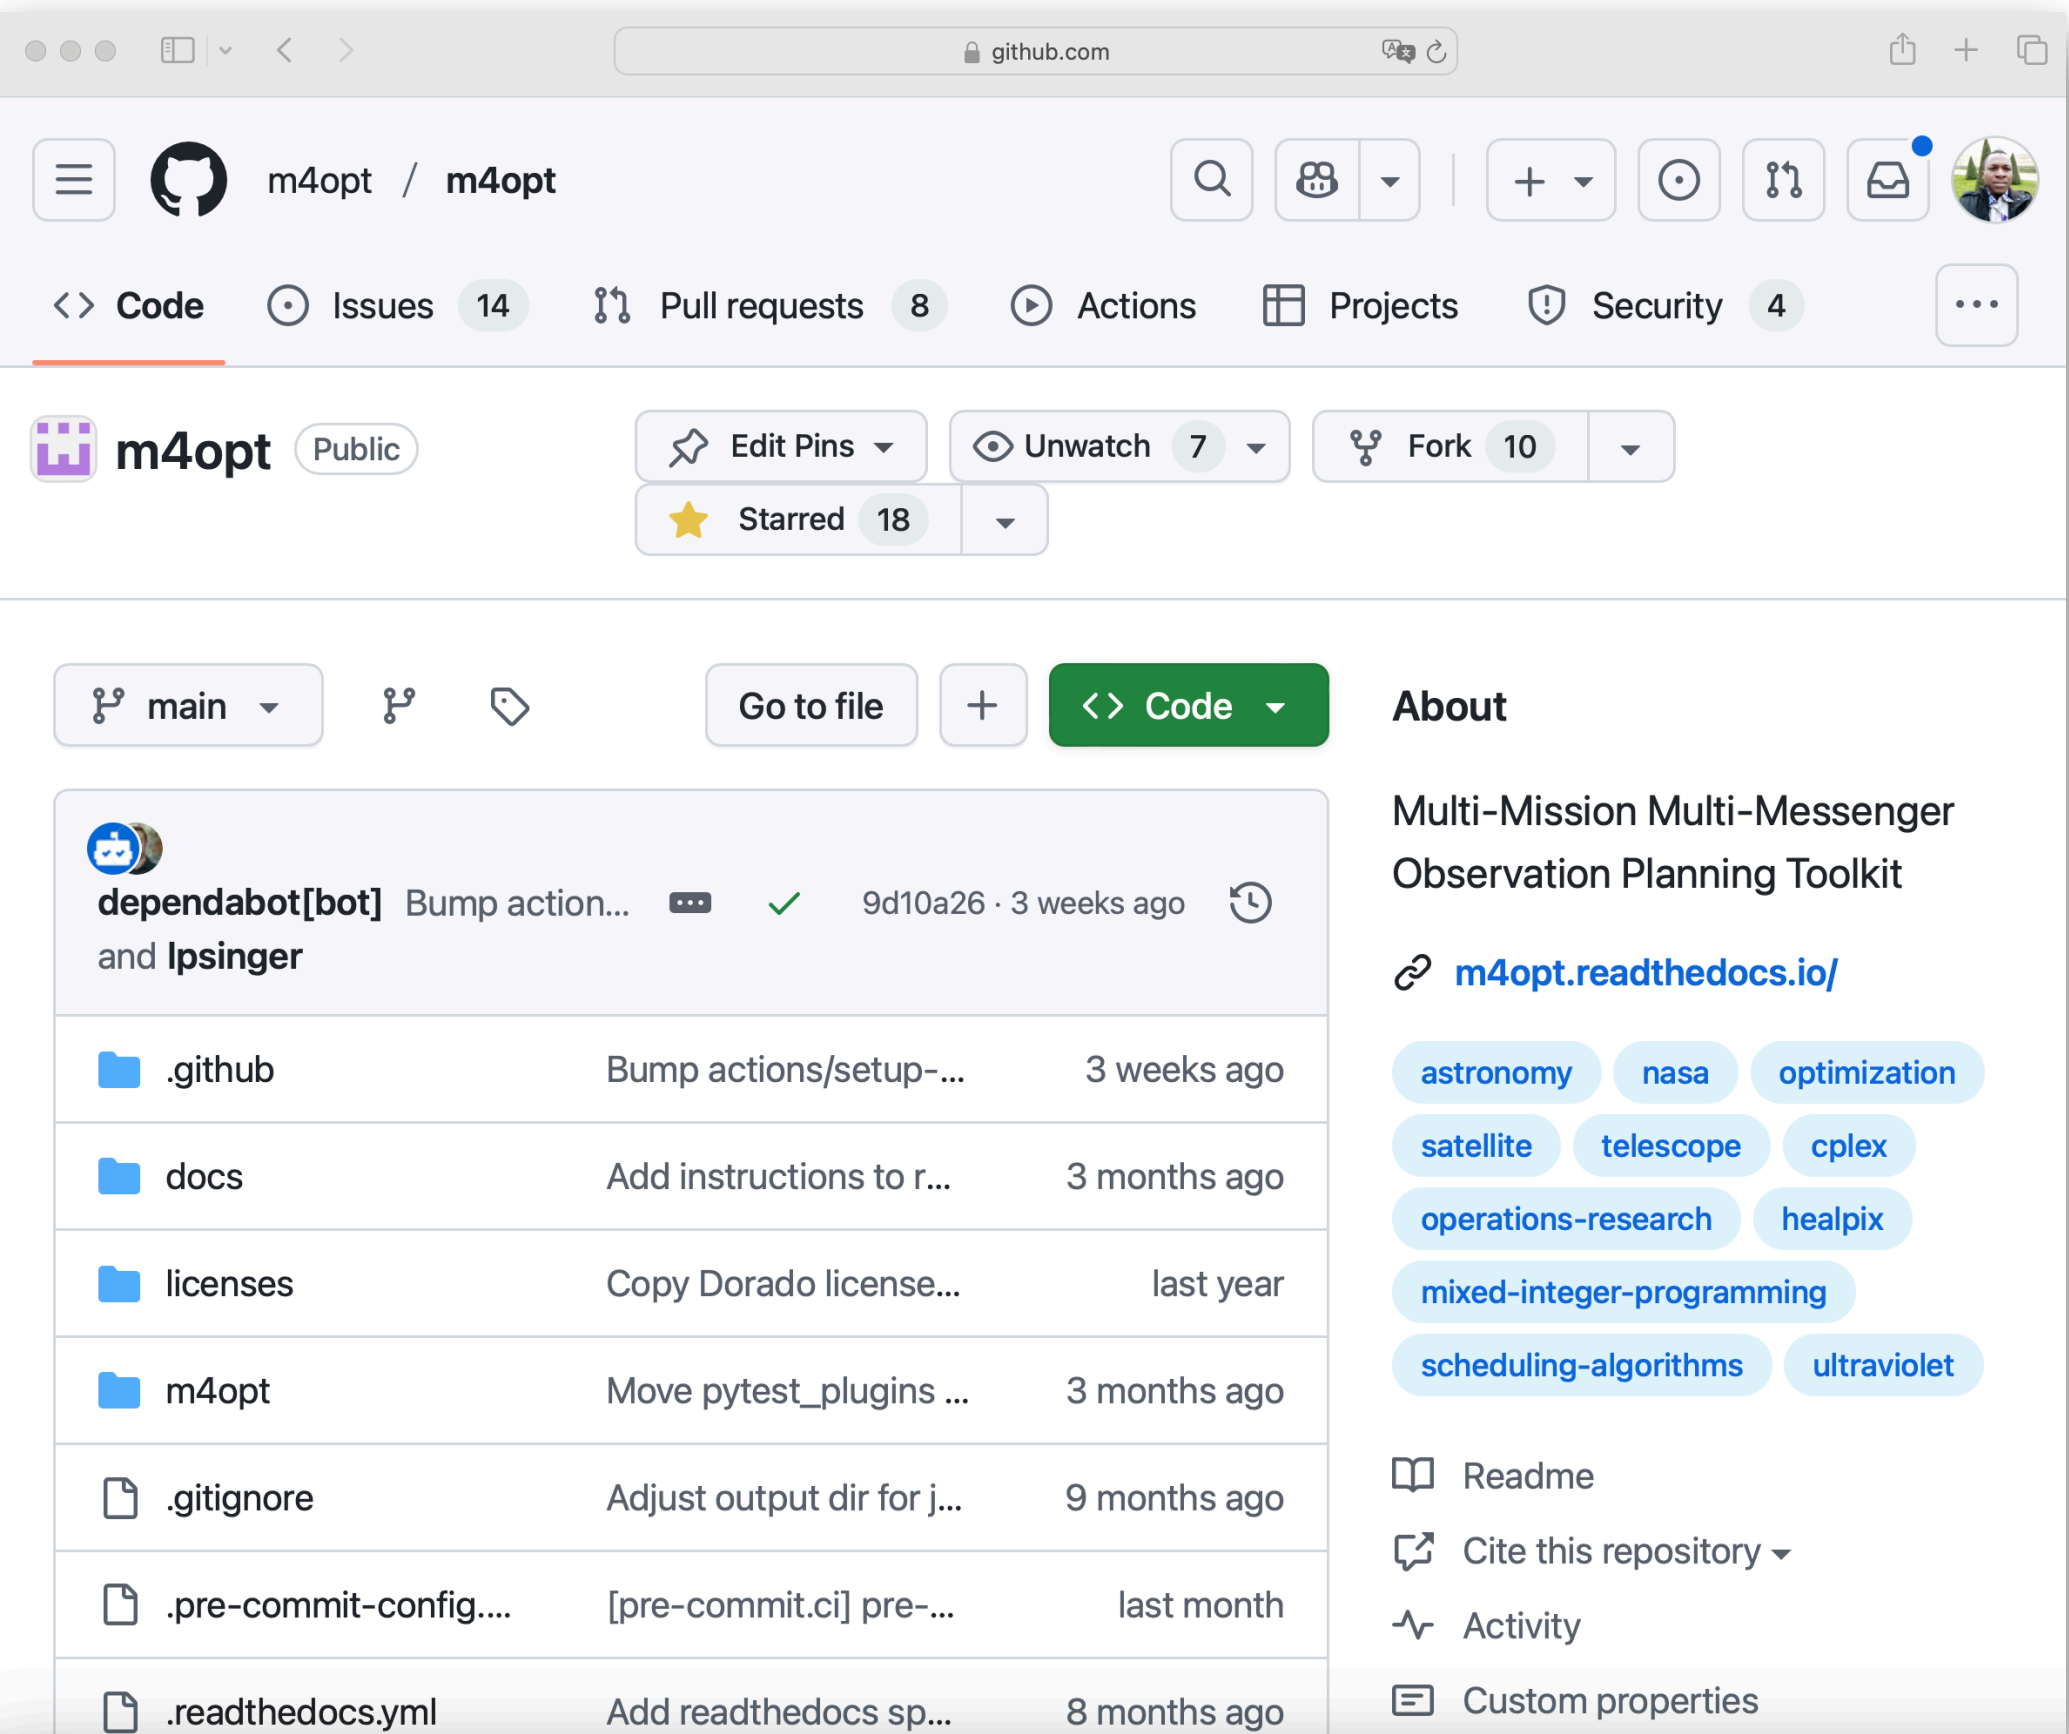 github.com
m4opt / m4opt
Code Issues 14 Pull requests 8 Actions Projects Security 4
m4opt Public
Edit Pins Unwatch 7 Fork 10
Starred 18
main Go to file + Code
About
Multi-Mission Multi-Messenger
Observation Planning Toolkit
m4opt.readthedocs.io/
astronomy nasa optimization
satellite telescope cplex
operations-research healpix
mixed-integer-programming
scheduling-algorithms ultraviolet
Readme
Cite this repository
Activity
Custom properties
dependabot[bot] Bump action... 9d10a26 · 3 weeks ago
and lpsinger
.github Bump actions/setup-... 3 weeks ago
docs Add instructions to r... 3 months ago
licenses Copy Dorado license... last year
m4opt Move pytest_plugins ... 3 months ago
.gitignore Adjust output dir for j... 9 months ago
.pre-commit-config.... [pre-commit.ci] pre-... last month
.readthedocs.yml Add readthedocs sp... 8 months ago